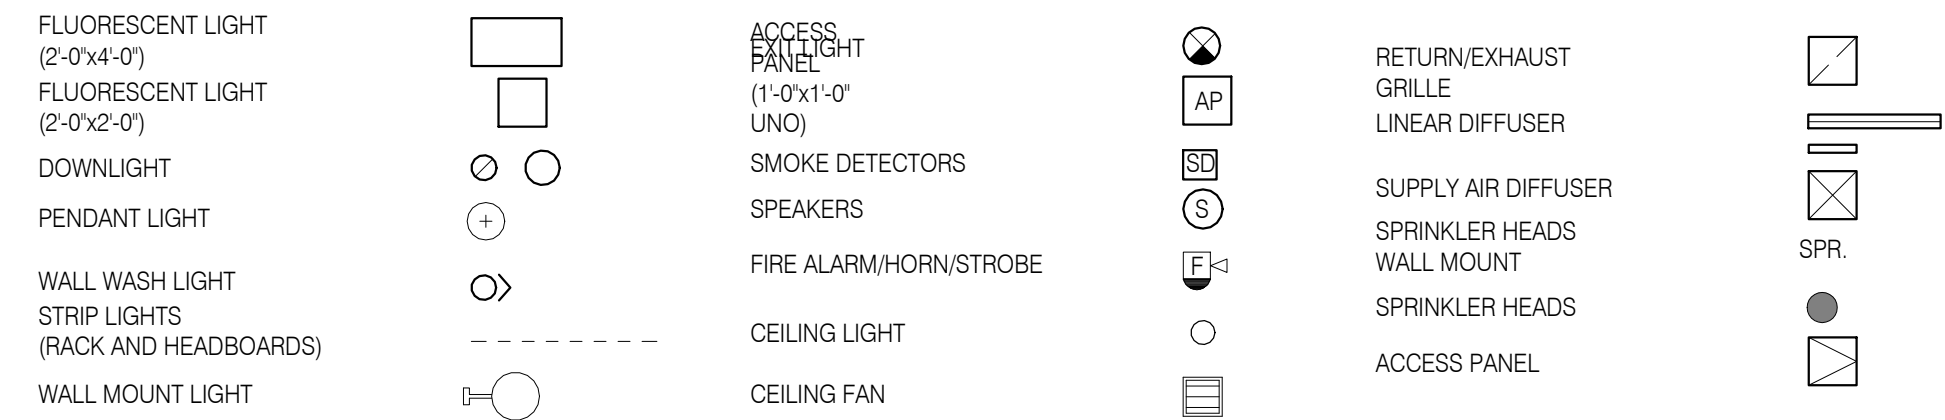 FLUORESCENT LIGHT
(2'-0"x4'-0")
FLUORESCENT LIGHT
(2'-0"x2'-0")
DOWNLIGHT
PENDANT LIGHT
WALL WASH LIGHT
STRIP LIGHTS
(RACK AND HEADBOARDS)
WALL MOUNT LIGHT
ACCESS
EXIT LIGHT
PANEL
(1'-0"x1'-0"
UNO)
AP
SMOKE DETECTORS
SD
SPEAKERS
S
FIRE ALARM/HORN/STROBE
F
CEILING LIGHT
CEILING FAN
RETURN/EXHAUST
GRILLE
LINEAR DIFFUSER
SUPPLY AIR DIFFUSER
SPRINKLER HEADS
WALL MOUNT
SPR.
SPRINKLER HEADS
ACCESS PANEL